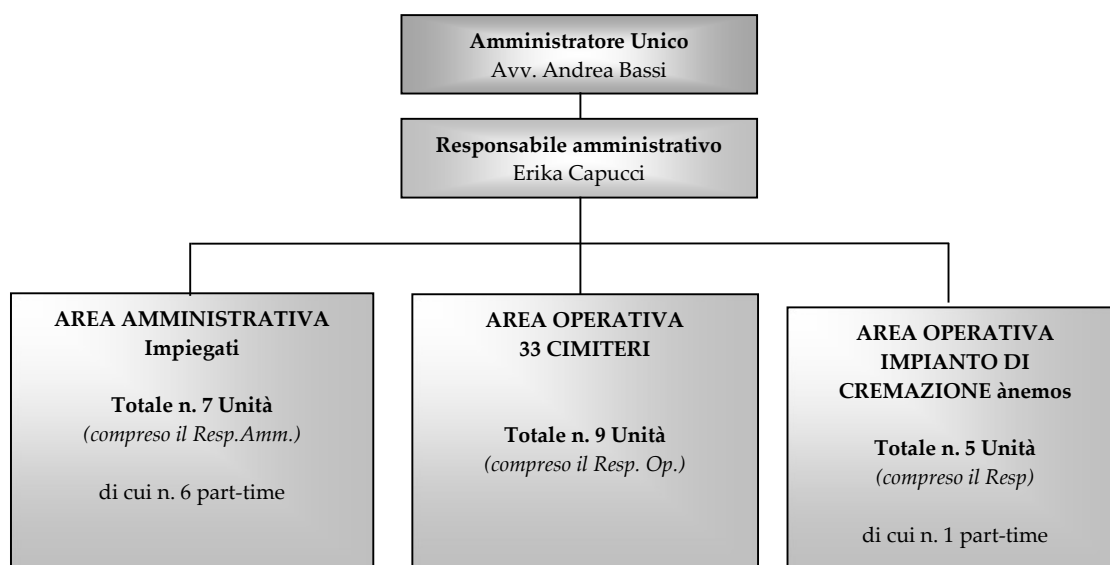 Amministratore Unico
Avv. Andrea Bassi
Responsabile amministrativo
Erika Capucci
AREA AMMINISTRATIVA
Impiegati
Totale n. 7 Unità
(compreso il Resp.Amm.)
di cui n. 6 part-time
AREA OPERATIVA
33 CIMITERI
Totale n. 9 Unità
(compreso il Resp. Op.)
AREA OPERATIVA
IMPIANTO DI
CREMAZIONE ànemos
Totale n. 5 Unità
(compreso il Resp)
di cui n. 1 part-time